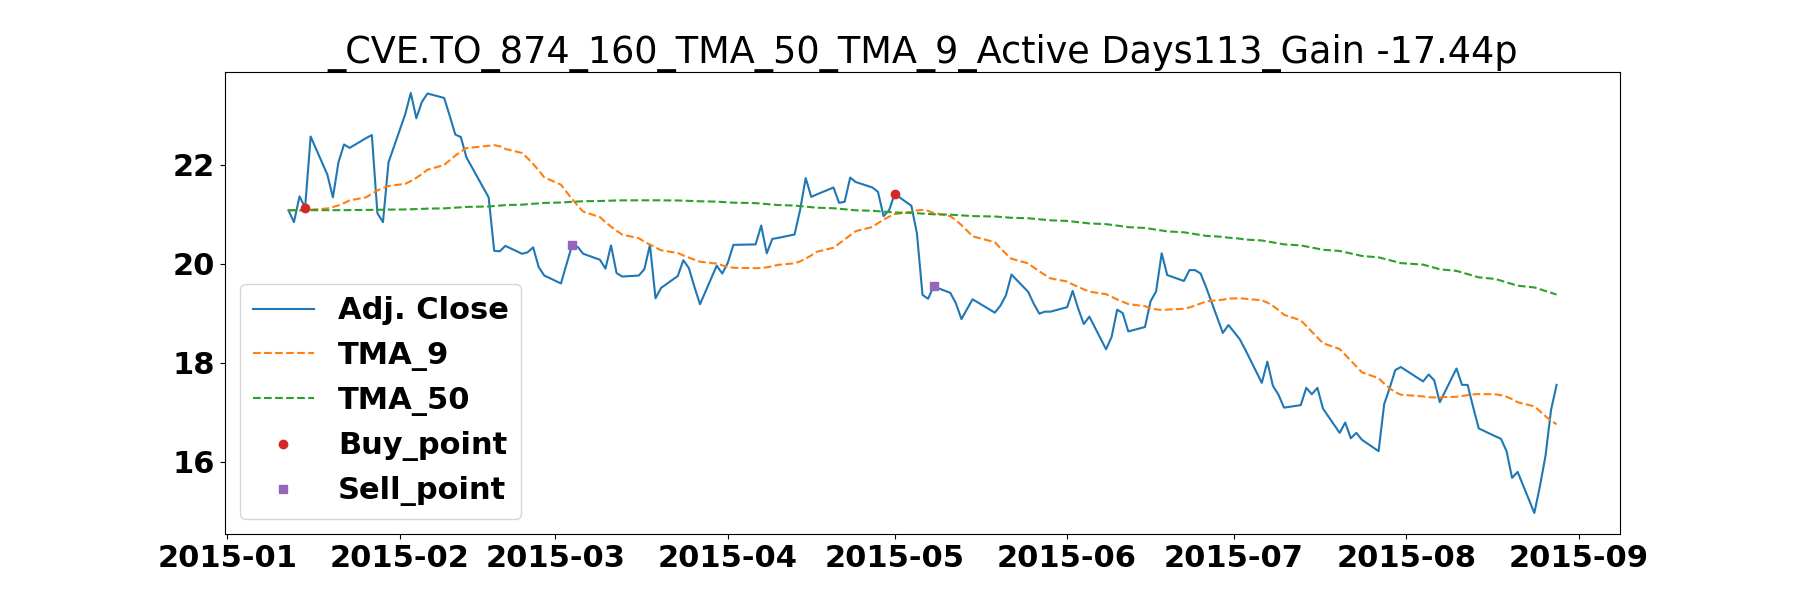 _CVE.TO_874_160_TMA_50_TMA_9_Active Days113_Gain -17.44p
22
20
18
16
Adj. Close
TMA_9
TMA_50
Buy_point
Sell_point
2015-01 2015-02 2015-03 2015-04 2015-05 2015-06 2015-07 2015-08 2015-09